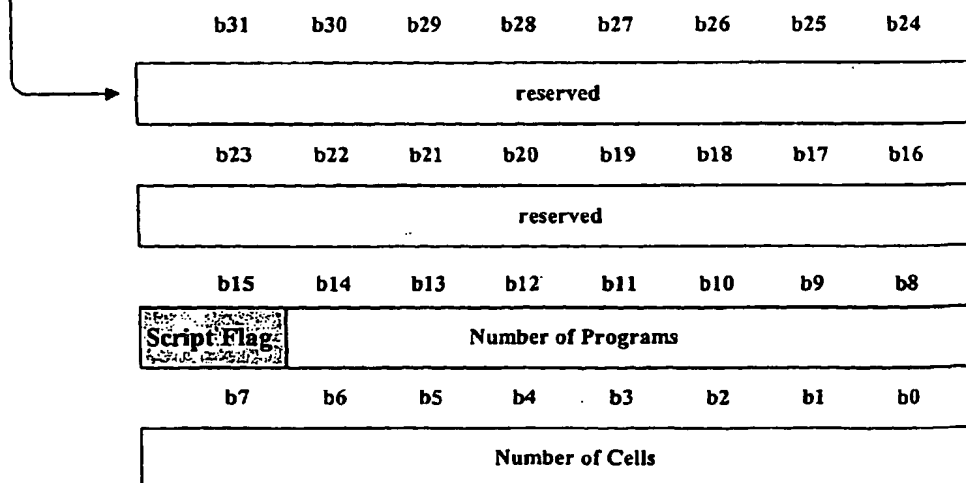 b31 b30 b29 b28 b27 b26 b25 b24
reserved
b23 b22 b21 b20 b19 b18 b17 b16
reserved
b15 b14 b13 b12 b11 b10 b9 b8
Script Flag Number of Programs
b7 b6 b5 b4 b3 b2 b1 b0
Number of Cells